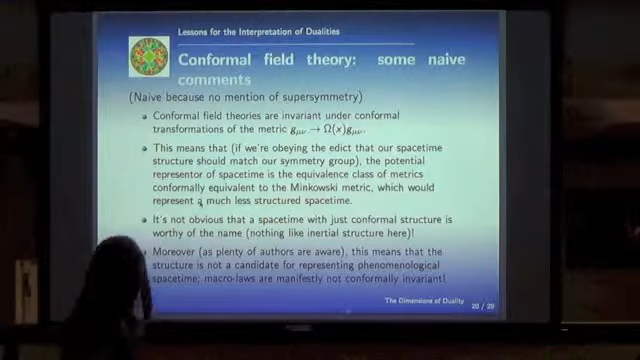 Lessons for the Interpretation of Dualities
Conformal field theory: some naive
comments
(Naive because no mention of supersymmetry)
Conformal field theories are invariant under conformal
transformations of the metric gμν → Ω(x)gμν.
This means that (if we're obeying the edict that our spacetime
structure should match our symmetry group), the potential
representor of spacetime is the equivalence class of metrics
conformally equivalent to the Minkowski metric, which would
represent a much less structured spacetime.
It's not obvious that a spacetime with just conformal structure is
worthy of the name (nothing like inertial structure here)!
Moreover (as plenty of authors are aware), this means that the
structure is not a candidate for representing phenomenological
spacetime; macro-laws are manifestly not conformally invariant!
The Dimensions of Duality